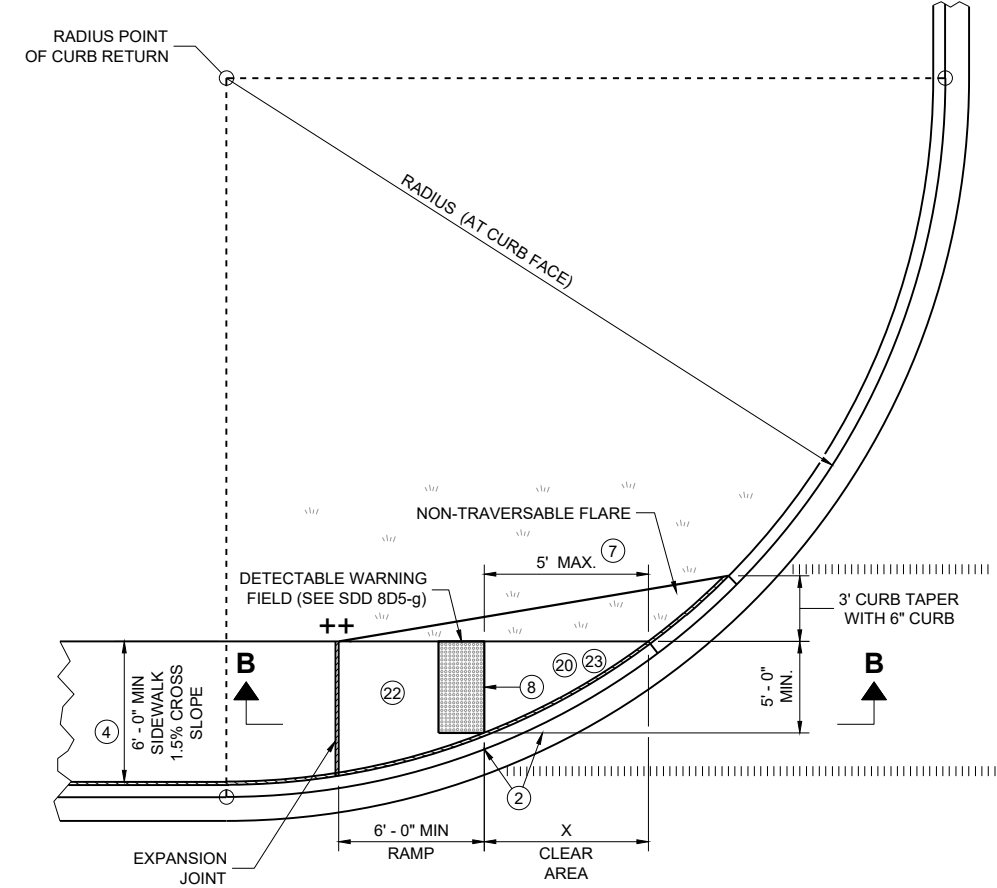 RADIUS POINT
OF CURB RETURN
RADIUS (AT CURB FACE)
NON-TRAVERSABLE FLARE
7
5' MAX.
DETECTABLE WARNING
FIELD (SEE SDD 8D5-g)
3' CURB TAPER
WITH 6" CURB
++
B
B
4
6' - 0" MIN
SIDEWALK
1.5% CROSS
SLOPE
22
20
23
8
5' - 0"
MIN.
2
6' - 0" MIN
RAMP
X
CLEAR
AREA
EXPANSION
JOINT